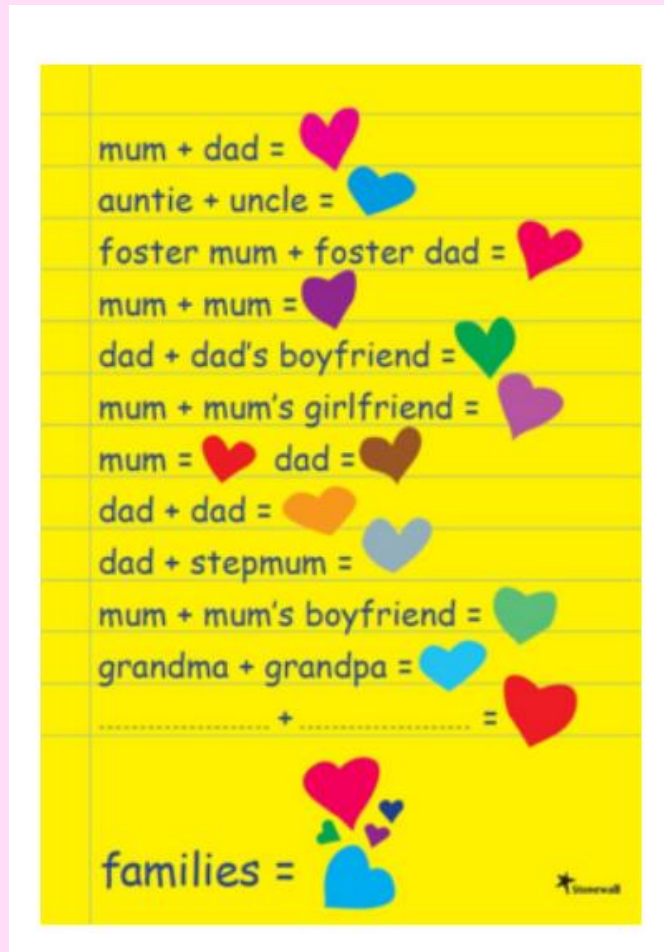 mum + dad =
auntie + uncle =
foster mum + foster dad =
mum + mum =
dad + dad's boyfriend =
mum + mum's girlfriend =
mum = dad =
dad + dad =
dad + stepmum =
mum + mum's boyfriend =
grandma + grandpa =
.................... + .................... =
families =
Stonewall